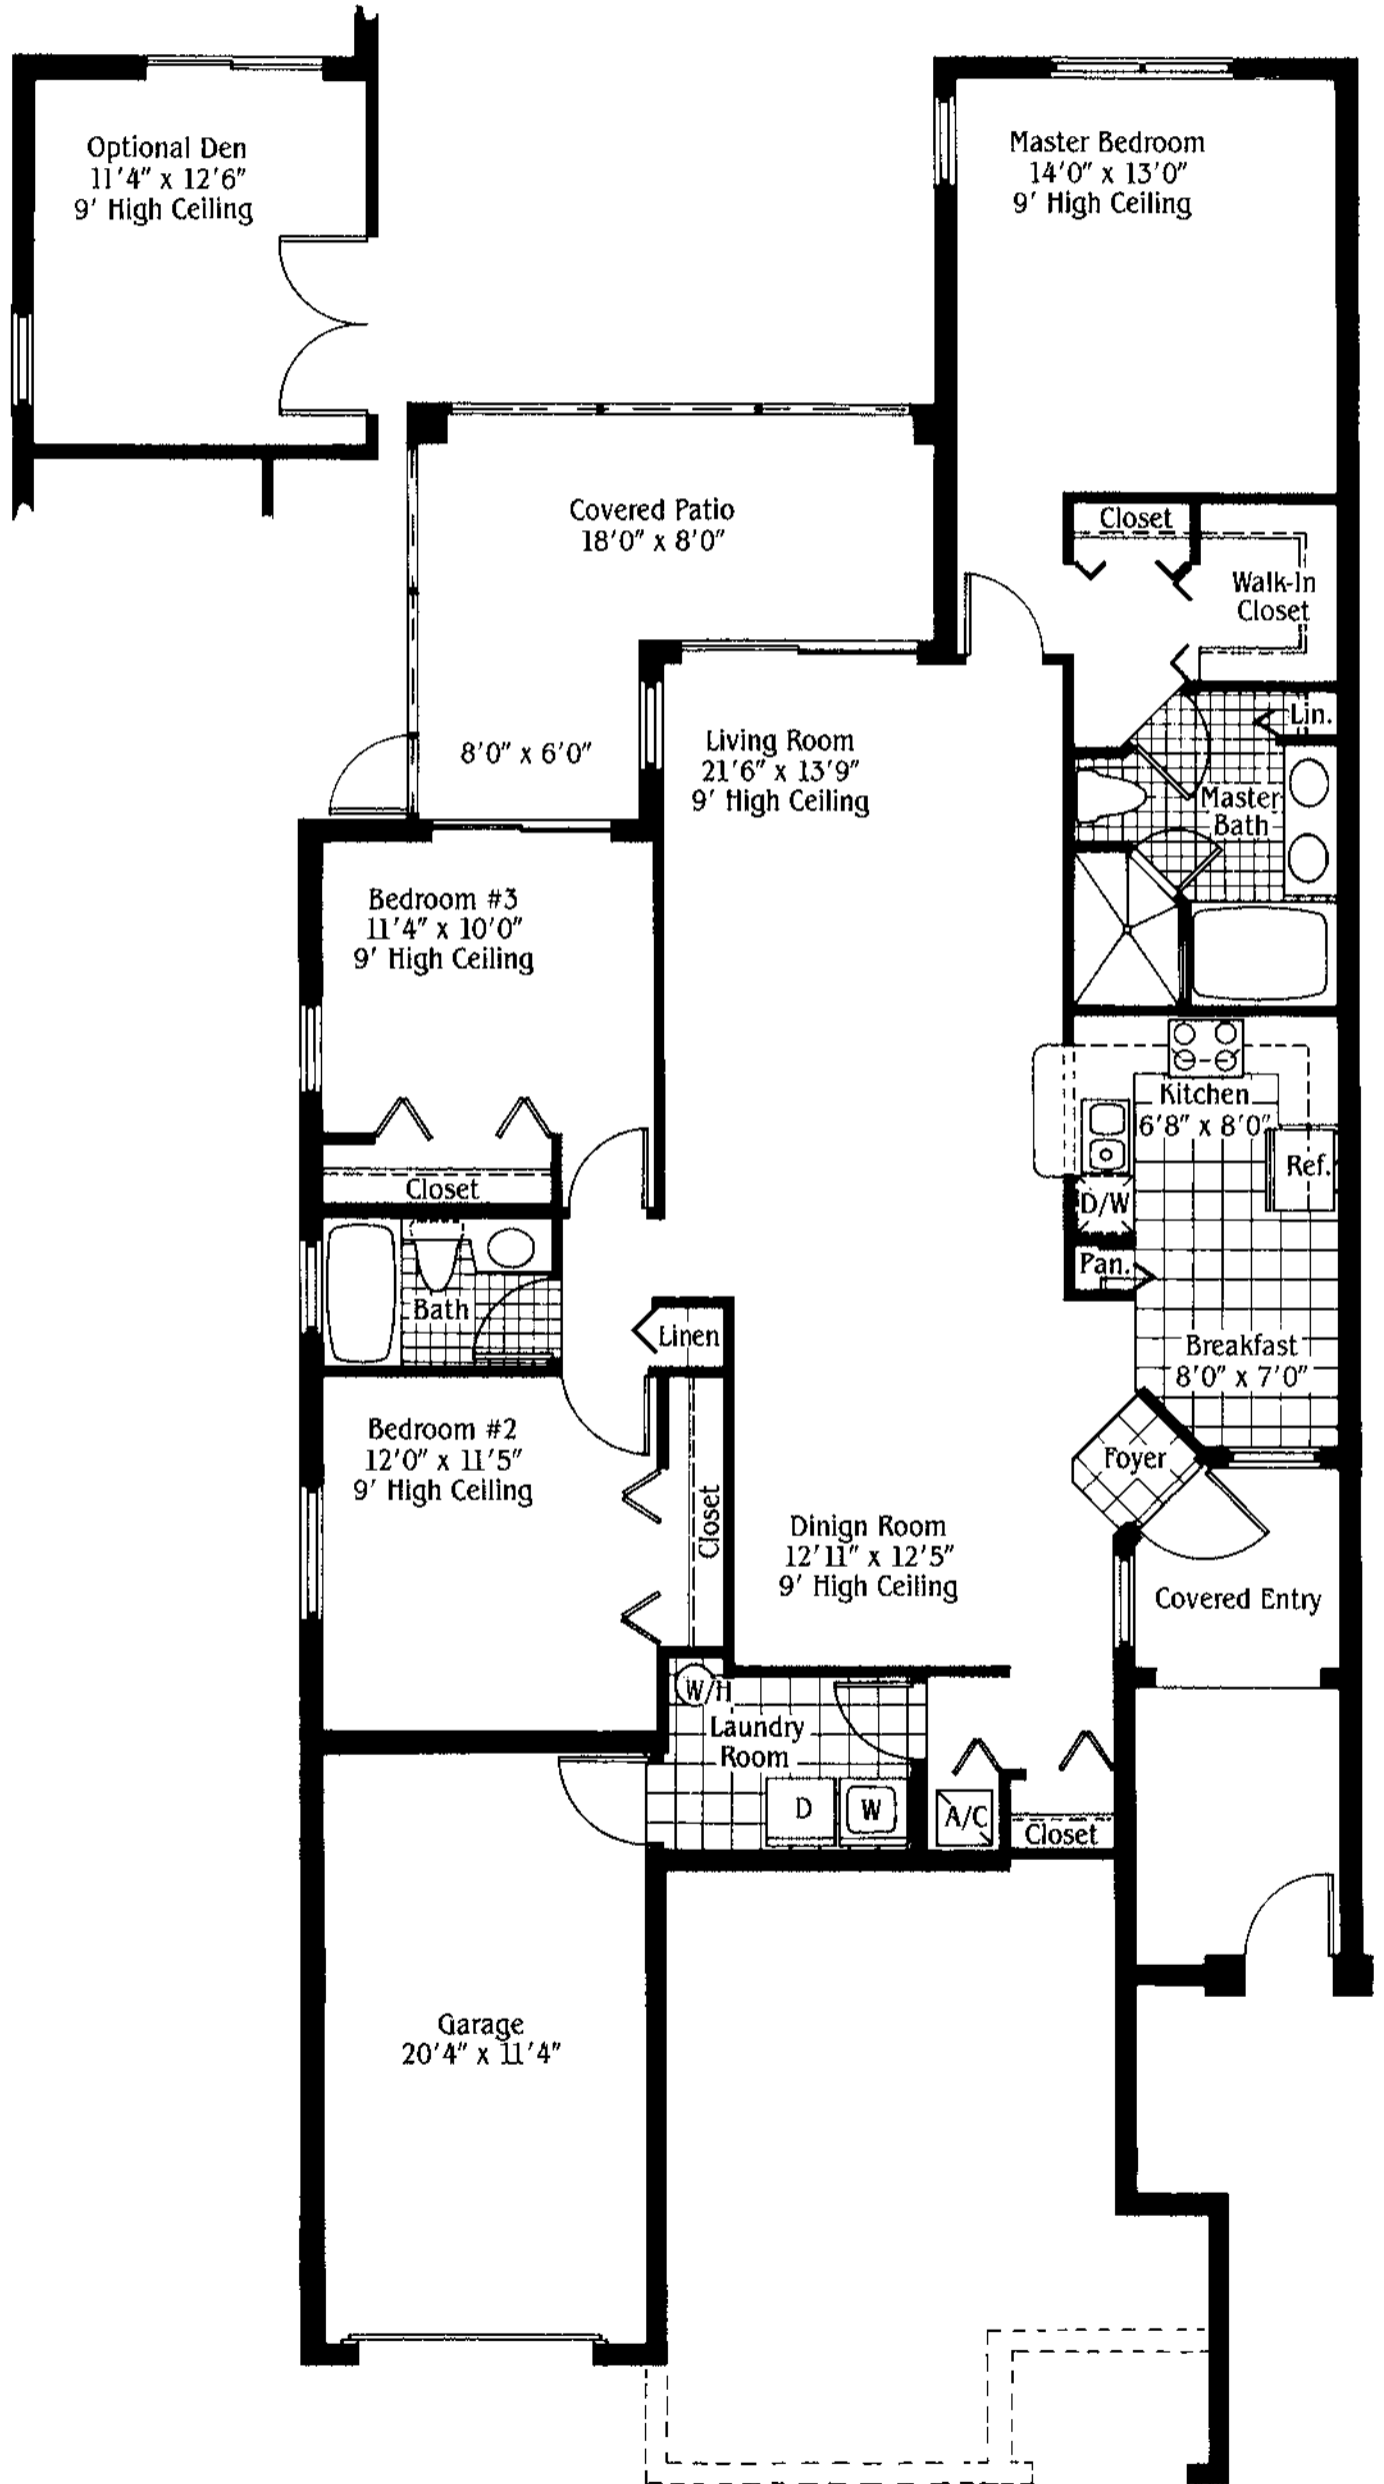 Optional Den
11'4" x 12'6"
9' High Ceiling
Master Bedroom
14'0" x 13'0"
9' High Ceiling
Covered Patio
18'0" x 8'0"
Closet
Walk-In
Closet
8'0" x 6'0"
Living Room
21'6" x 13'9"
9' High Ceiling
Lin.
Master
Bath
Bedroom #3
11'4" x 10'0"
9' High Ceiling
Closet
Kitchen
6'8" x 8'0"
Ref.
D/W
Pan.
Bath
Linen
Breakfast
8'0" x 7'0"
Bedroom #2
12'0" x 11'5"
9' High Ceiling
Closet
Foyer
Dinign Room
12'11" x 12'5"
9' High Ceiling
Covered Entry
W/H
Laundry
Room
D
W
A/C
Closet
Garage
20'4" x 11'4"